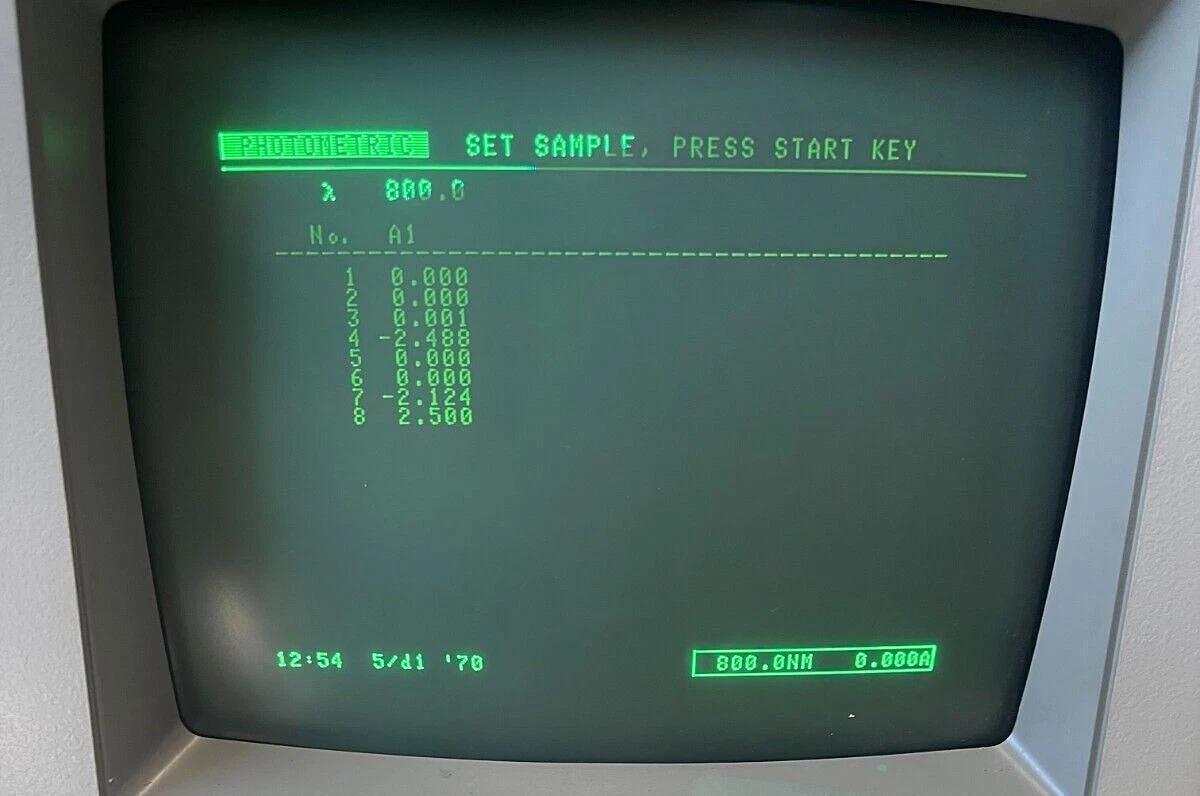 PHOTOMETRIC SET SAMPLE, PRESS START KEY
λ 800.0
No. A1
1 0.000
2 0.000
3 0.001
4 -2.488
5 0.000
6 0.000
7 -2.124
8 2.500
12:54 5/d1 '70 800.0NM 0.000A